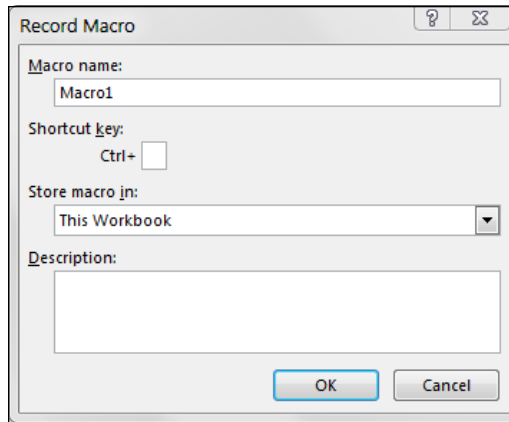 Record Macro
Macro name:
Macro1
Shortcut key:
Ctrl+
Store macro in:
This Workbook
Description:
OK Cancel